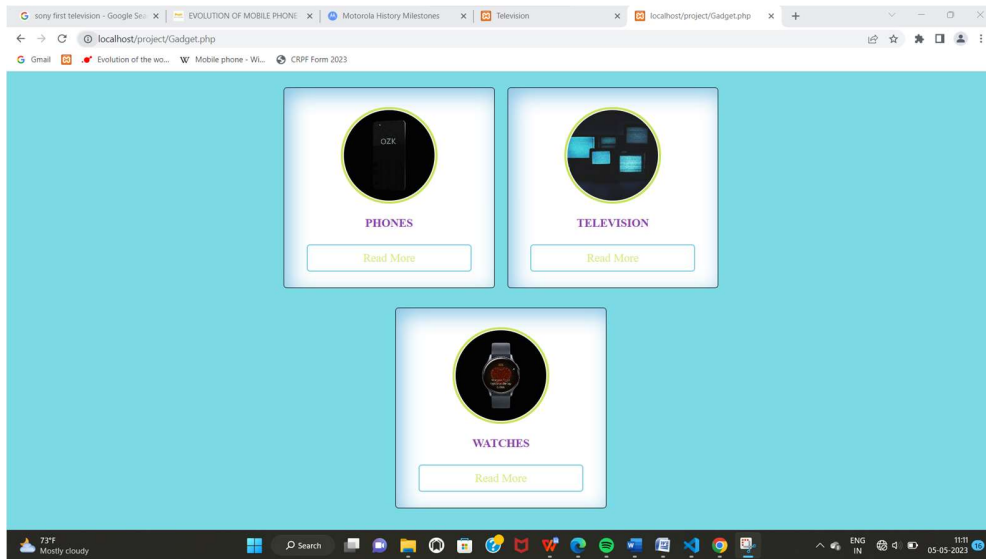 sony first television - Google Sea
EVOLUTION OF MOBILE PHONE
Motorola History Milestones
Television
localhost/project/Gadget.php
localhost/project/Gadget.php
Gmail
Evolution of the wo...
W Mobile phone - Wi...
CRPF Form 2023
OZK
PHONES
TELEVISION
Read More
Read More
WATCHES
Read More
73°F
Mostly cloudy
Search
ENG
IN
11:11
05-05-2023
16